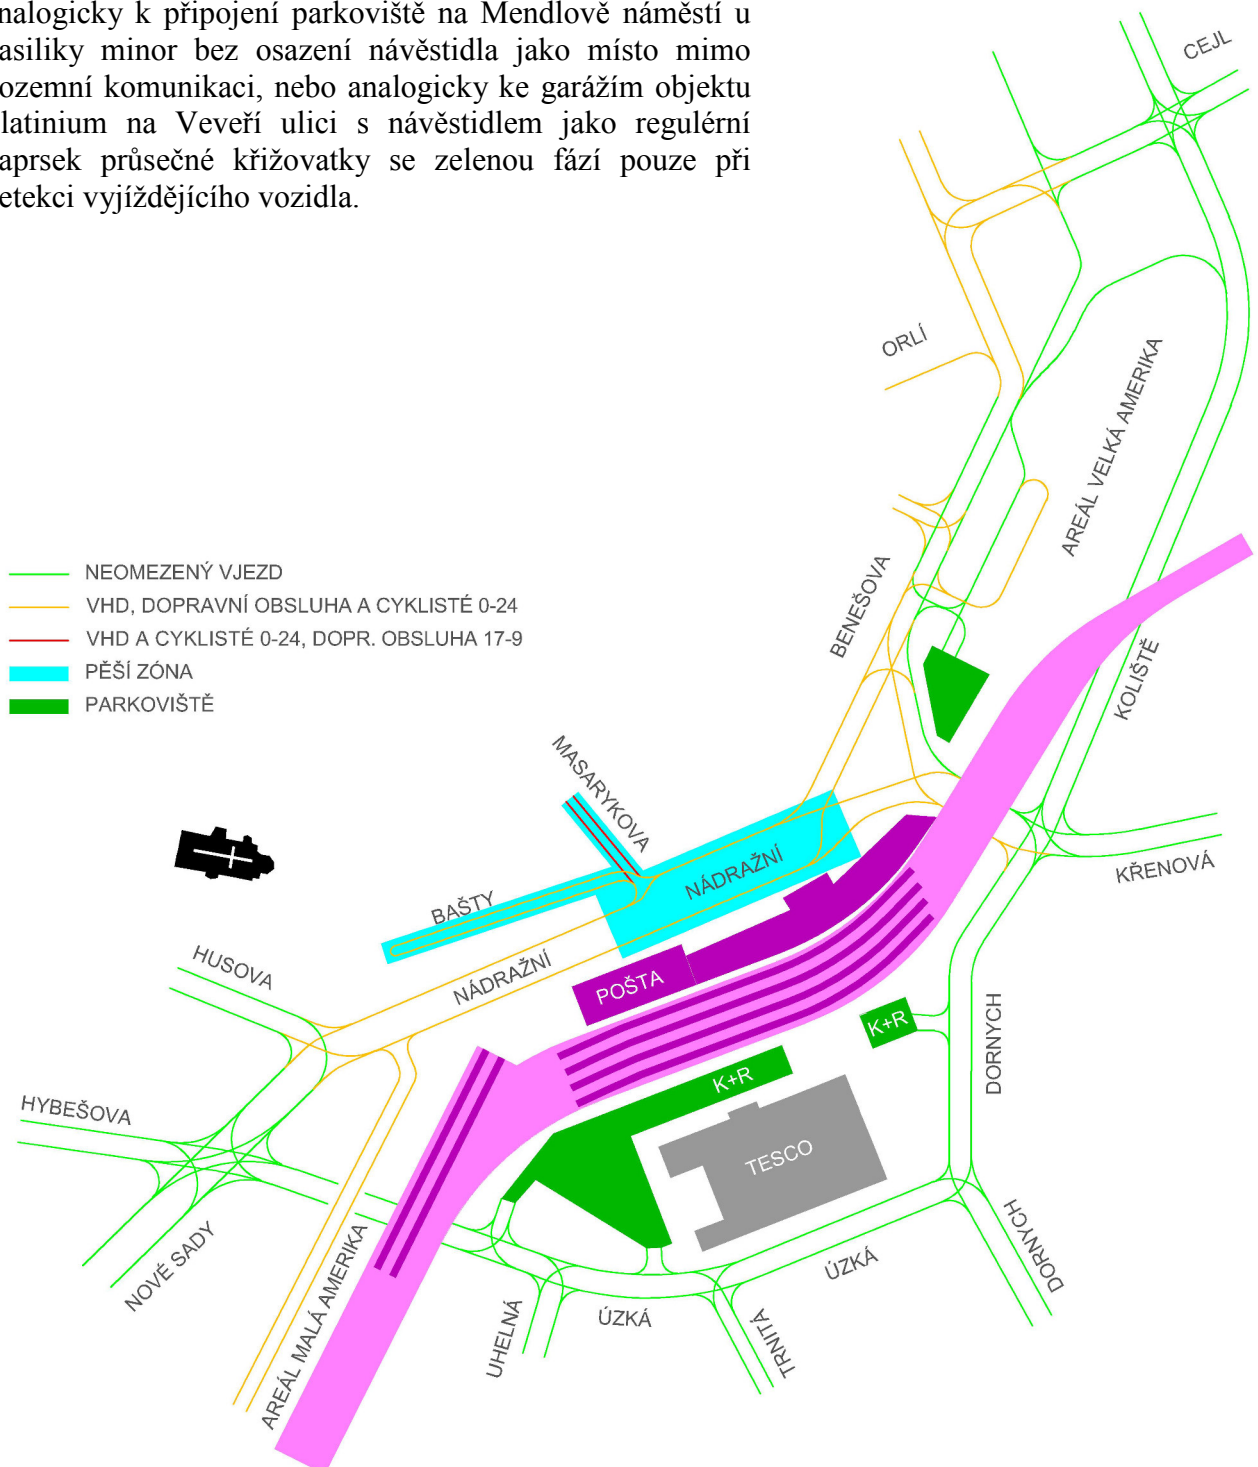 nalogicky k připojení parkoviště na Mendlově náměstí u
asiliky minor bez osazení návěstidla jako místo mimo
ozemní komunikaci, nebo analogicky ke garážím objektu
latinium na Veveří ulici s návěstidlem jako regulérní
aprsek průsečné křižovatky se zelenou fází pouze při
etekci vyjíždějícího vozidla.
CEJL
ORLÍ
AREÁL VELKÁ AMERIKA
BENEŠOVA
KOLIŠTĚ
NEOMEZENÝ VJEZD
VHD, DOPRAVNÍ OBSLUHA A CYKLISTÉ 0-24
VHD A CYKLISTÉ 0-24, DOPR. OBSLUHA 17-9
PĚŠÍ ZÓNA
PARKOVIŠTĚ
MASARYKOVA
NÁDRAŽNÍ
KŘENOVÁ
BAŠTY
HUSOVA
NÁDRAŽNÍ
POŠTA
K+R
DORNYCH
K+R
HYBEŠOVA
TESCO
NOVÉ SADY
AREÁL MALÁ AMERIKA
UHELNÁ
ÚZKÁ
TRNITÁ
ÚZKÁ
DORNYCH